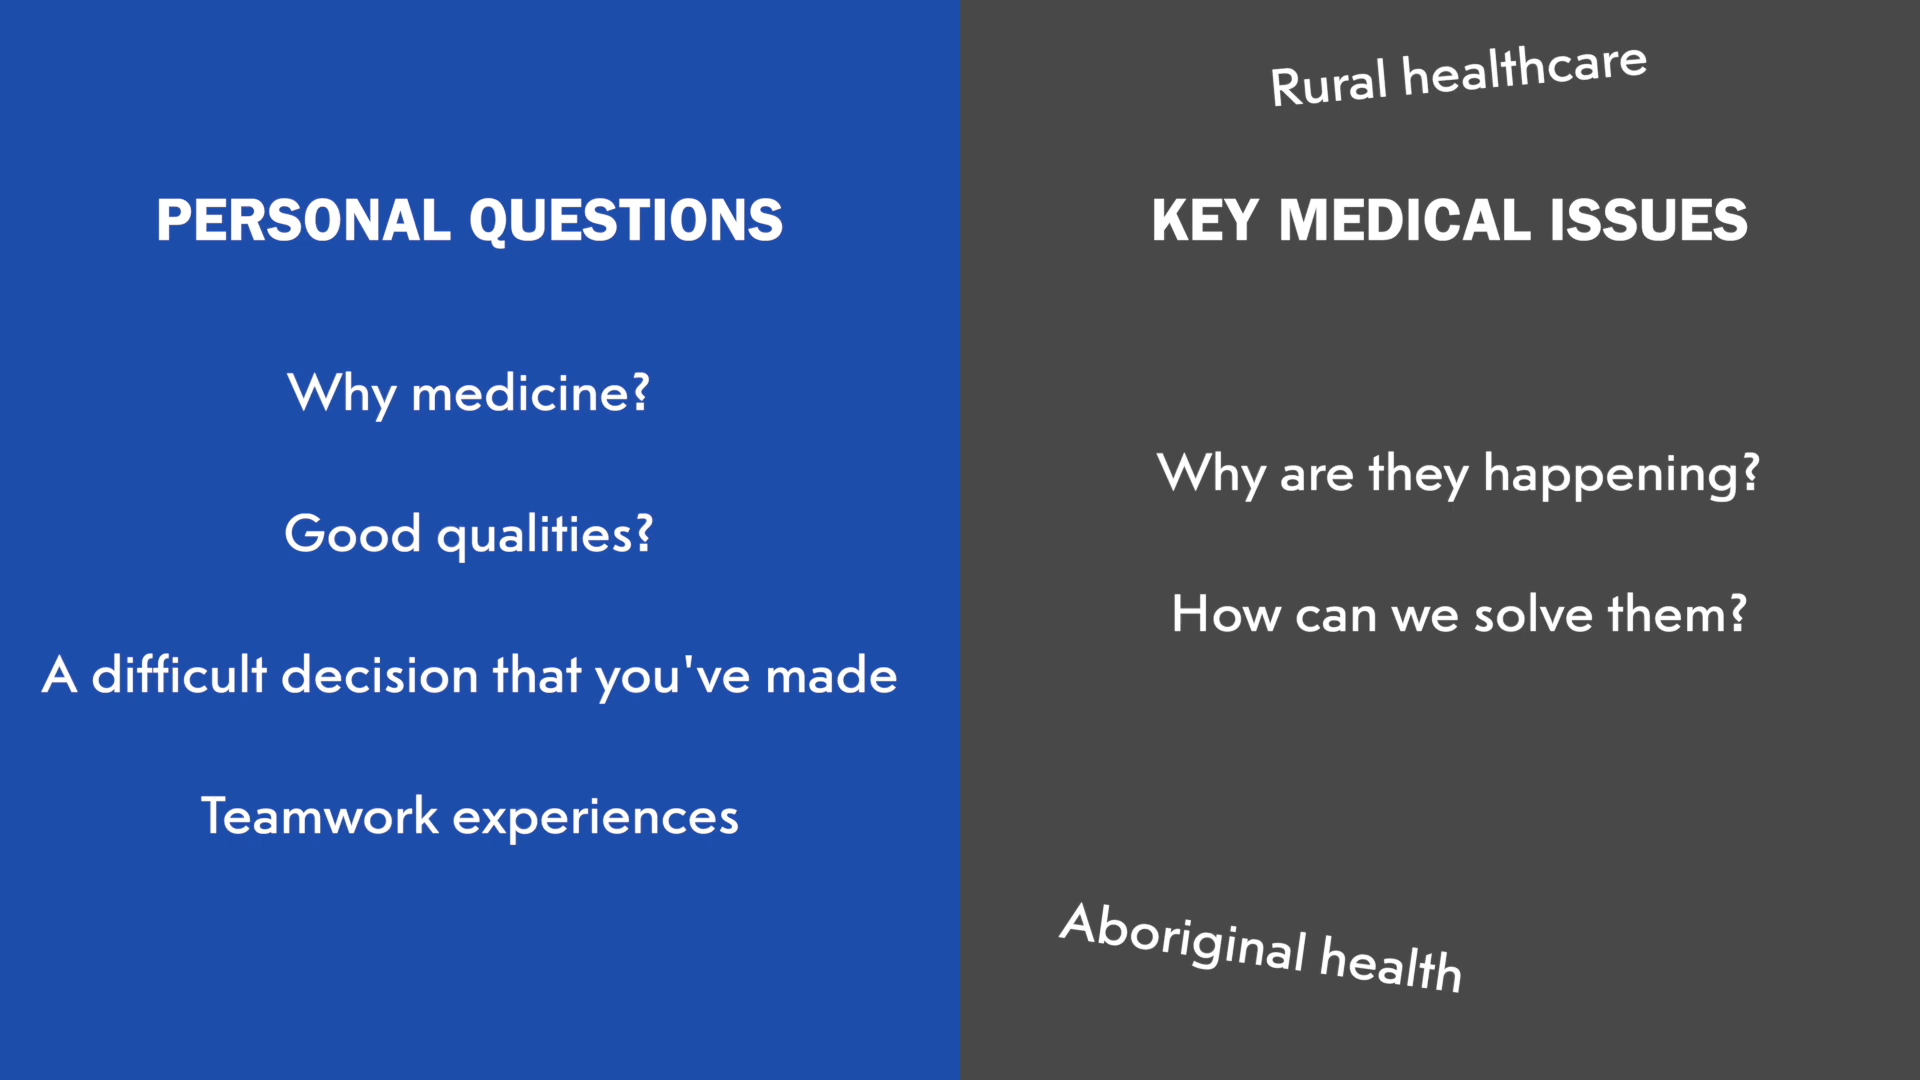 PERSONAL QUESTIONS
Why medicine?
Good qualities?
A difficult decision that you've made
Teamwork experiences
Rural healthcare
KEY MEDICAL ISSUES
Why are they happening?
How can we solve them?
Aboriginal health